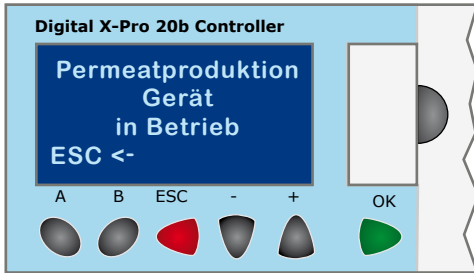 Digital X-Pro 20b Controller
Permeatproduktion
Gerät
in Betrieb
ESC <-
A B ESC - + OK